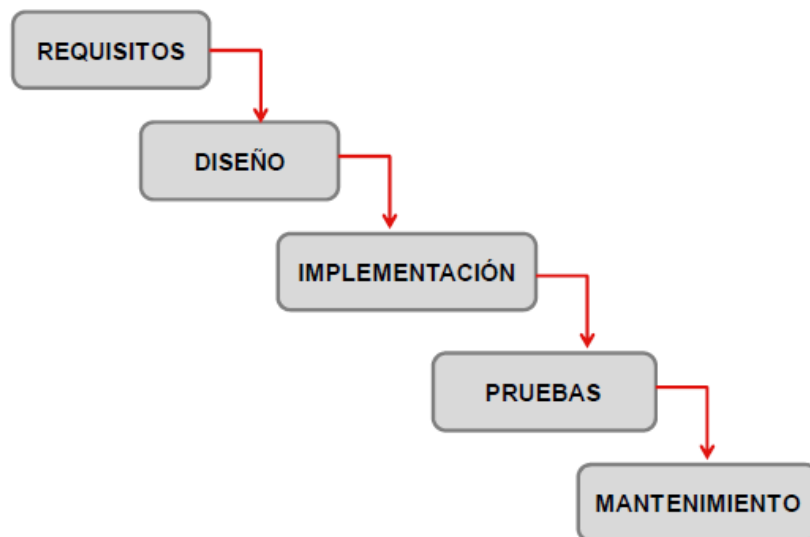 REQUISITOS
DISEÑO
IMPLEMENTACIÓN
PRUEBAS
MANTENIMIENTO